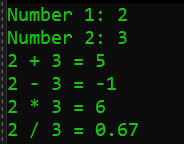 Number 1: 2
Number 2: 3
2 + 3 = 5
2 - 3 = -1
2 * 3 = 6
2 / 3 = 0.67